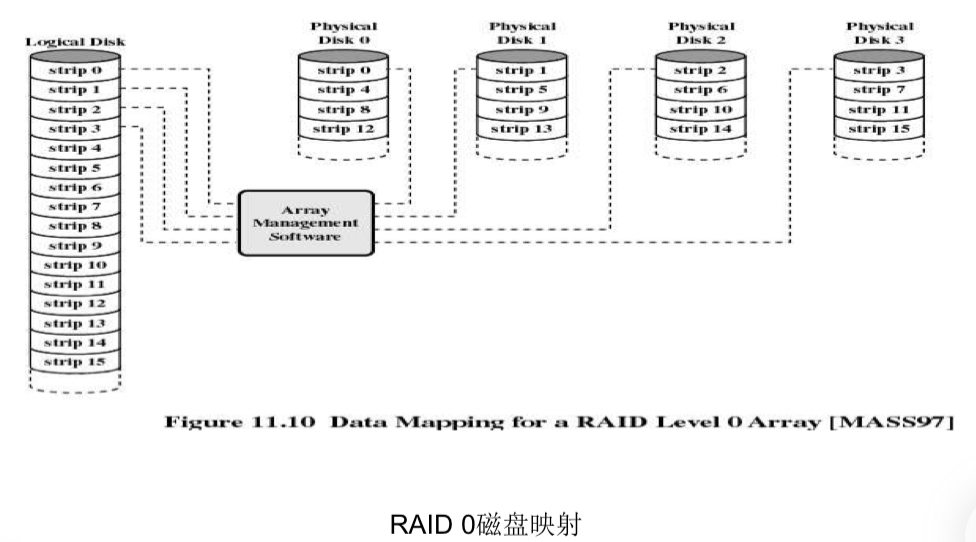 Logical Disk
strip 0
strip 1
strip 2
strip 3
strip 4
strip 5
strip 6
strip 7
strip 8
strip 9
strip 10
strip 11
strip 12
strip 13
strip 14
strip 15
Physical
Disk 0
strip 0
strip 4
strip 8
strip 12
Physical
Disk 1
strip 1
strip 5
strip 9
strip 13
Physical
Disk 2
strip 2
strip 6
strip 10
strip 14
Physical
Disk 3
strip 3
strip 7
strip 11
strip 15
Array
Management
Software
Figure 11.10 Data Mapping for a RAID Level 0 Array [MASS97]
RAID 0磁盘映射